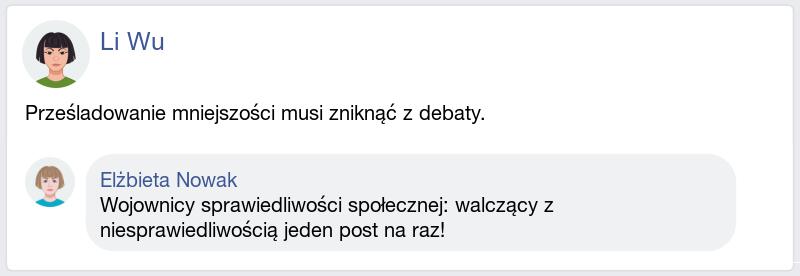 Li Wu
Prześladowanie mniejszości musi zniknąć z debaty.
Elżbieta Nowak
Wojownicy sprawiedliwości społecznej: walczący z
niesprawiedliwością jeden post na raz!